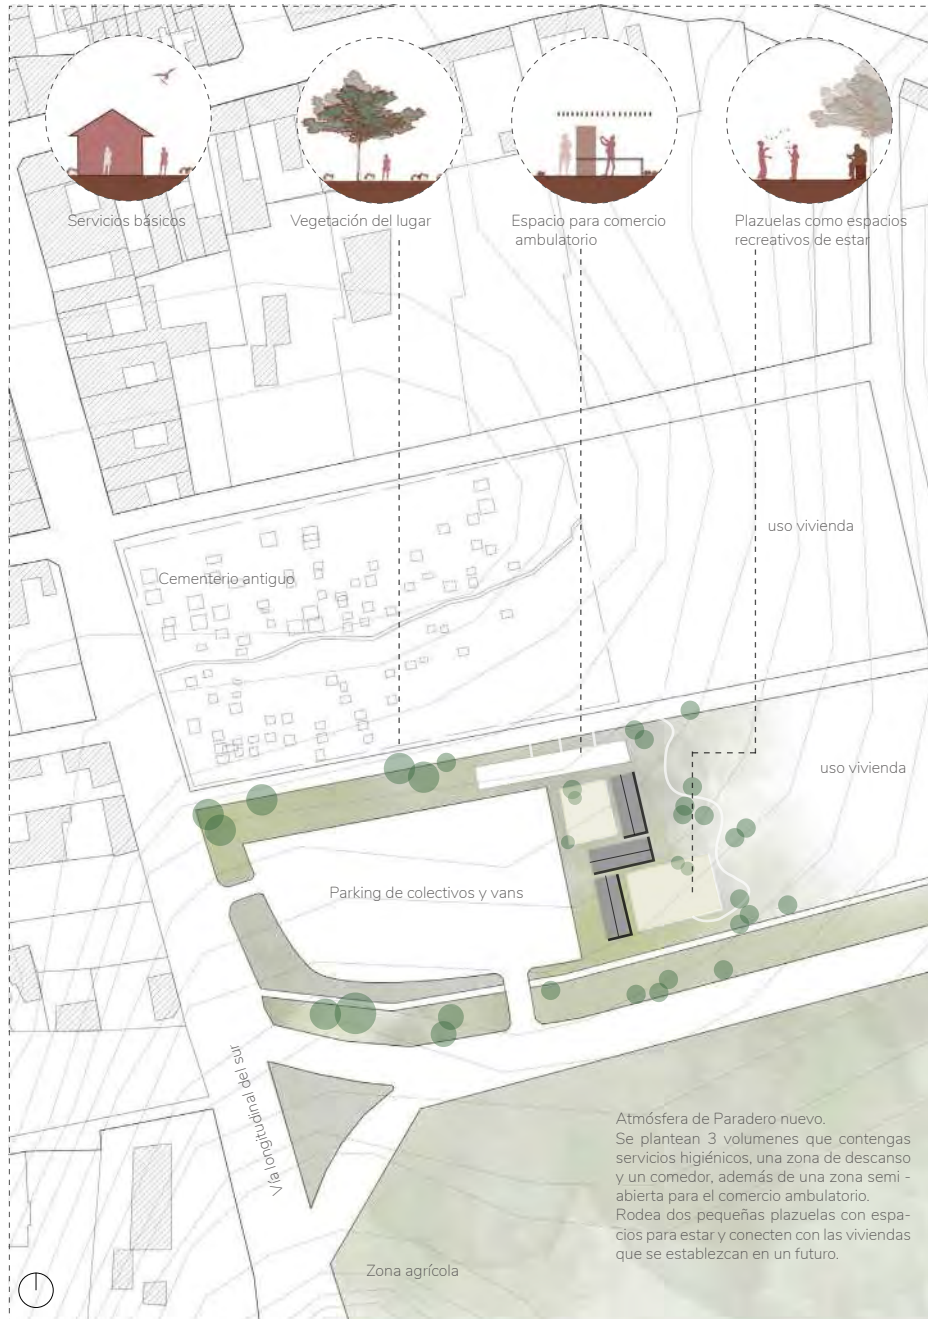 Servicios básicos
Vegetación del lugar
Espacio para comercio
ambulatorio
Plazuelas como espacios
recreativos de estar
uso vivienda
Cementerio antiguo
uso vivienda
Parking de colectivos y vans
Vía longitudinal del sur
Atmósfera de Paradero nuevo.
Se plantean 3 volumenes que contengas
servicios higiénicos, una zona de descanso
y un comedor, además de una zona semi -
abierta para el comercio ambulatorio.
Rodea dos pequeñas plazuelas con espa-
cios para estar y conecten con las viviendas
que se establezcan en un futuro.
Zona agrícola